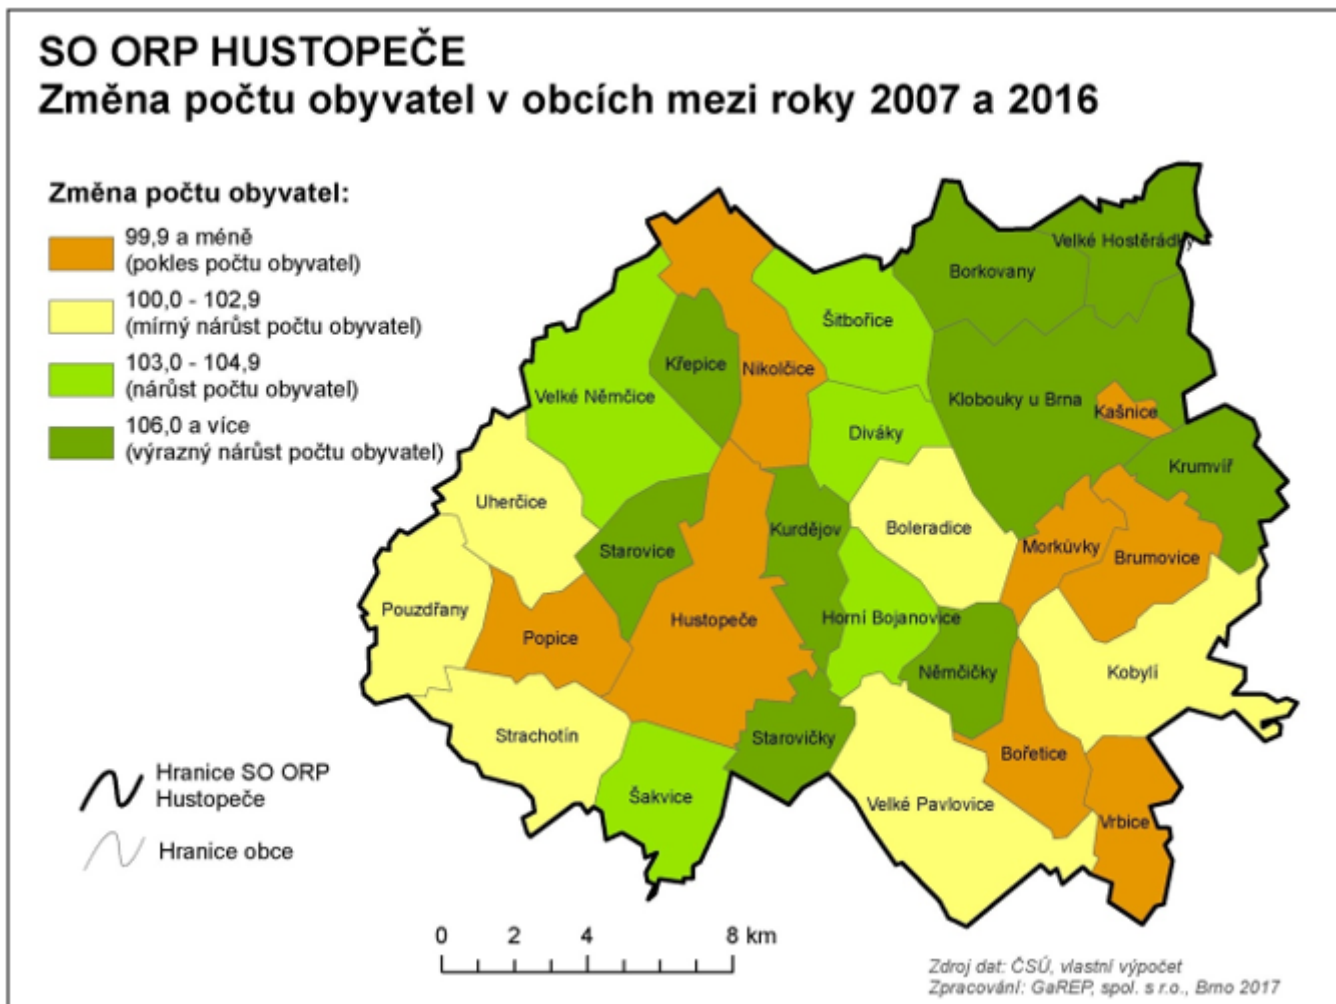 SO ORP HUSTOPEČE
Změna počtu obyvatel v obcích mezi roky 2007 a 2016
Změna počtu obyvatel:
99,9 a méně
(pokles počtu obyvatel)
100,0 - 102,9
(mírný nárůst počtu obyvatel)
103,0 - 104,9
(nárůst počtu obyvatel)
106,0 a více
(výrazný nárůst počtu obyvatel)
Velké Hostěrádky
Borkovany
Šitbořice
Křepice
Nikolčice
Velké Němčice
Klobouky u Brna
Kašnice
Diváky
Krumvíř
Uherčice
Boleradice
Kurdějov
Starovice
Morkůvky
Brumovice
Pouzdřany
Hustopeče
Horní Bojanovice
Popice
Němčičky
Kobylí
Strachotín
Starovičky
Bořetice
Šakvice
Velké Pavlovice
Vrbice
Hranice SO ORP
Hustopeče
Hranice obce
0 2 4 8 km
Zdroj dat: ČSÚ, vlastní výpočet
Zpracování: GaREP, spol. s r.o., Brno 2017